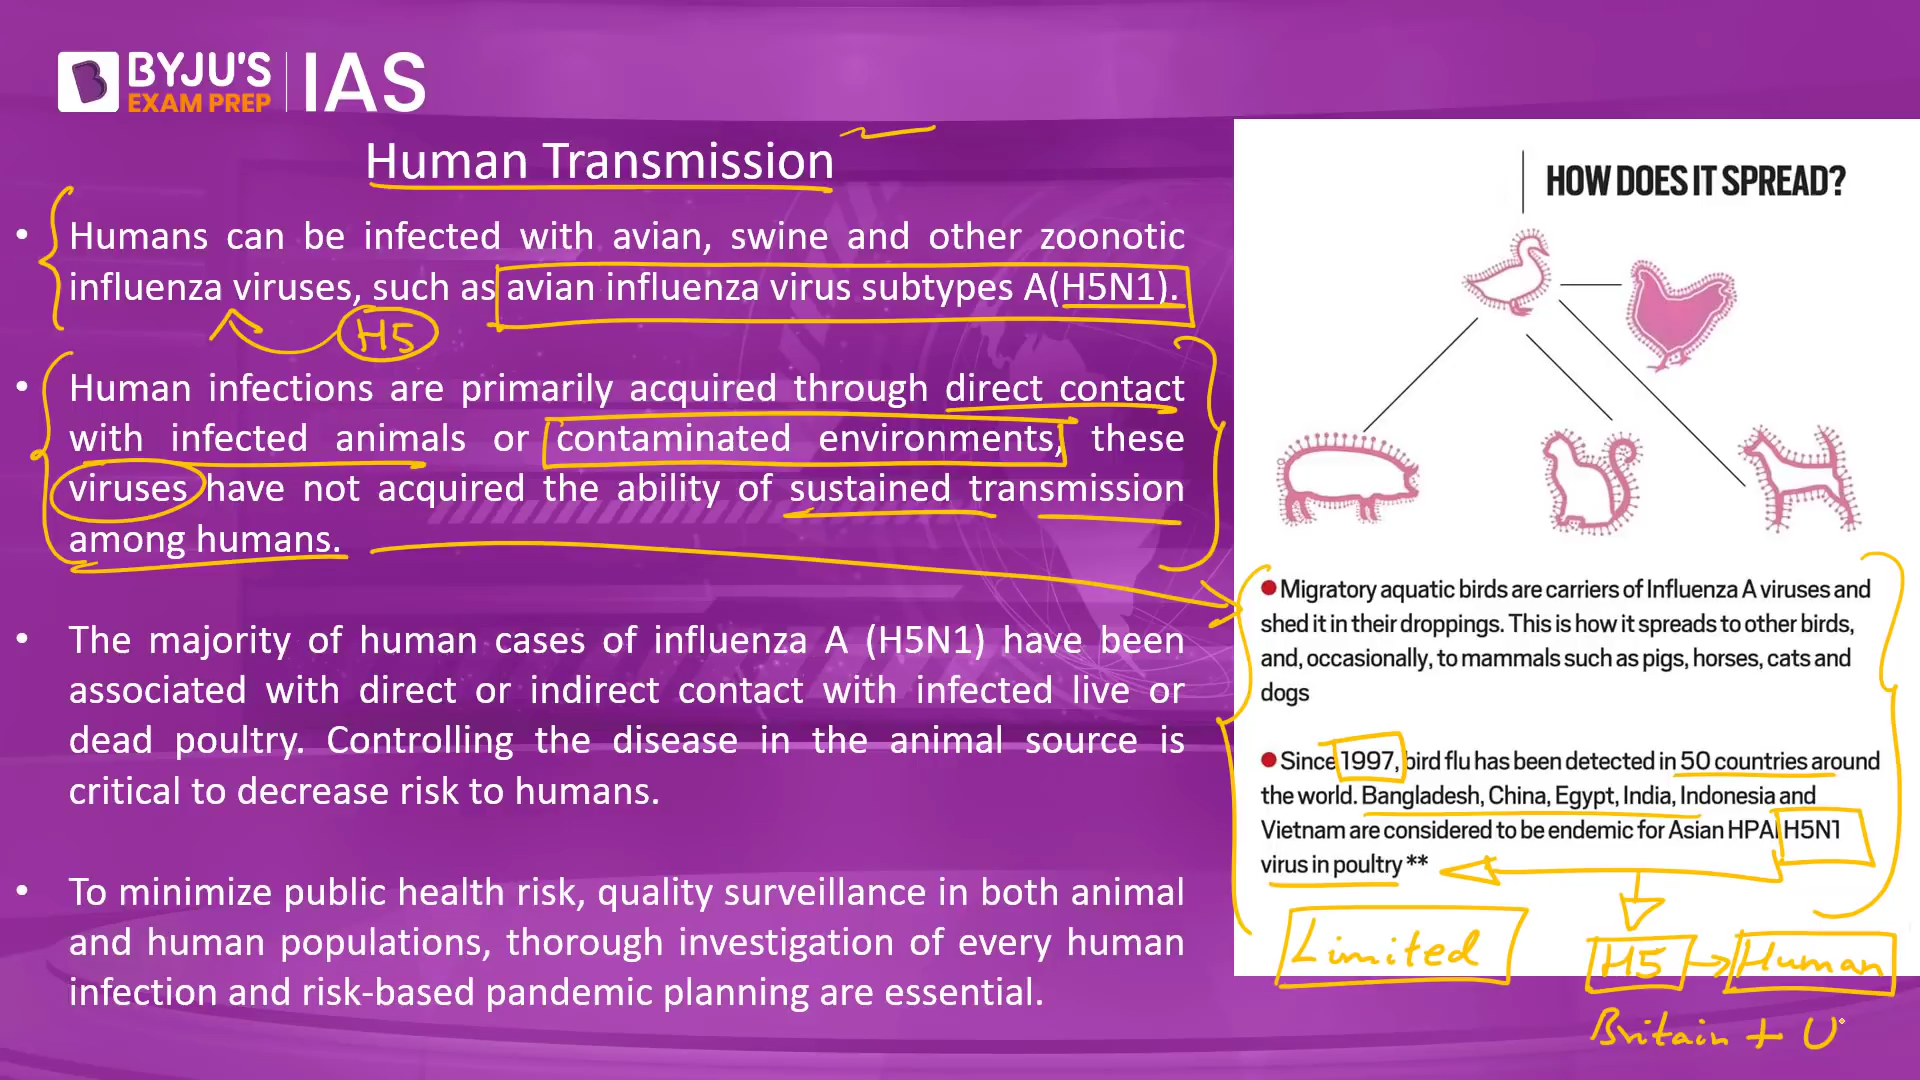 BYJU'S
EXAM PREP
IAS
Human Transmission
• Humans can be infected with avian, swine and other zoonotic
influenza viruses, such as avian influenza virus subtypes A(H5N1).
H5
• Human infections are primarily acquired through direct contact
with infected animals or contaminated environments, these
viruses have not acquired the ability of sustained transmission
among humans.
• The majority of human cases of influenza A (H5N1) have been
associated with direct or indirect contact with infected live or
dead poultry. Controlling the disease in the animal source is
critical to decrease risk to humans.
• To minimize public health risk, quality surveillance in both animal
and human populations, thorough investigation of every human
infection and risk-based pandemic planning are essential.
HOW DOES IT SPREAD?
• Migratory aquatic birds are carriers of Influenza A viruses and
shed it in their droppings. This is how it spreads to other birds,
and, occasionally, to mammals such as pigs, horses, cats and
dogs
• Since 1997, bird flu has been detected in 50 countries around
the world. Bangladesh, China, Egypt, India, Indonesia and
Vietnam are considered to be endemic for Asian HPAI H5N1
virus in poultry **
Limited
H5 → Human
Britain + U